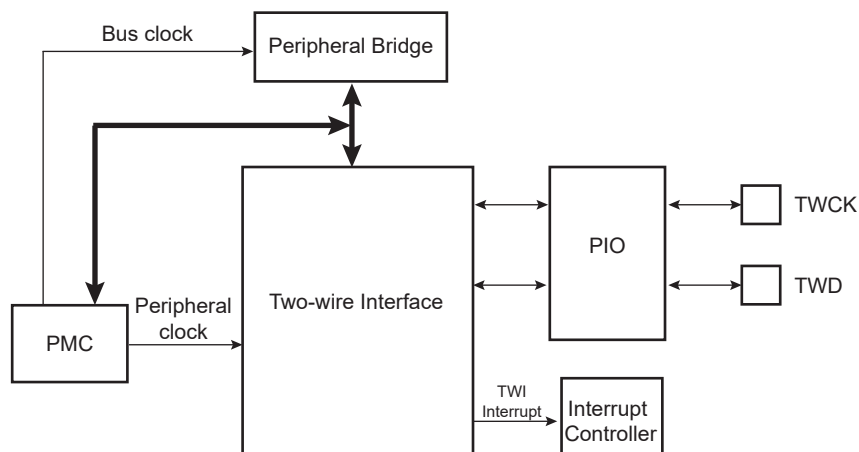 Bus clock
Peripheral Bridge
TWCK
PIO
Two-wire Interface
TWD
Peripheral
clock
PMC
TWI
Interrupt
Interrupt
Controller